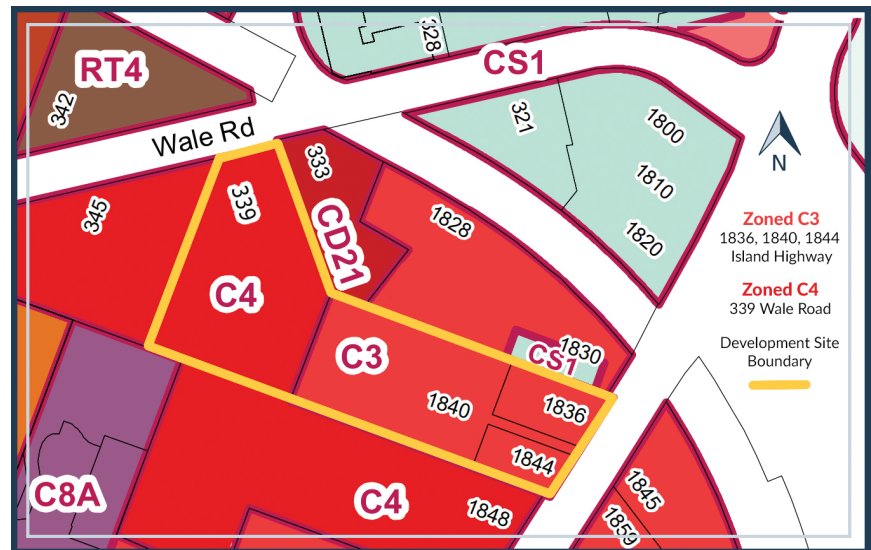 328
CS1
RT4
342
Wale Rd
321
1800
1810
1820
333
339
345
CD21
1828
C4
N
Zoned C3
1836, 1840, 1844
Island Highway
Zoned C4
339 Wale Road
Development Site
Boundary
1830
CS1
C3
1840
1836
1844
C8A
C4
1848
1845
1859